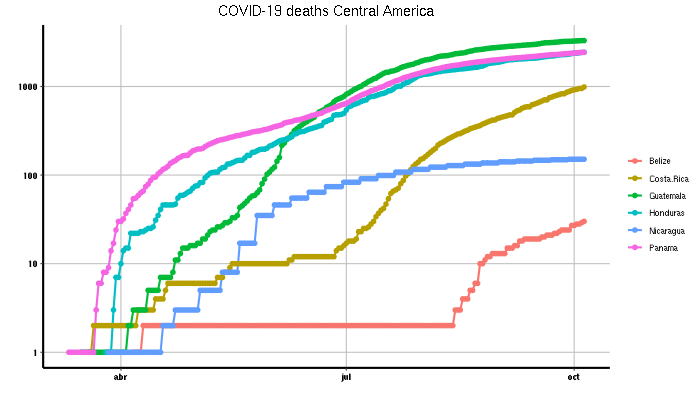 COVID-19 deaths Central America
1000
100
10
1
abr
jul
oct
Belize
Costa.Rica
Guatemala
Honduras
Nicaragua
Panama